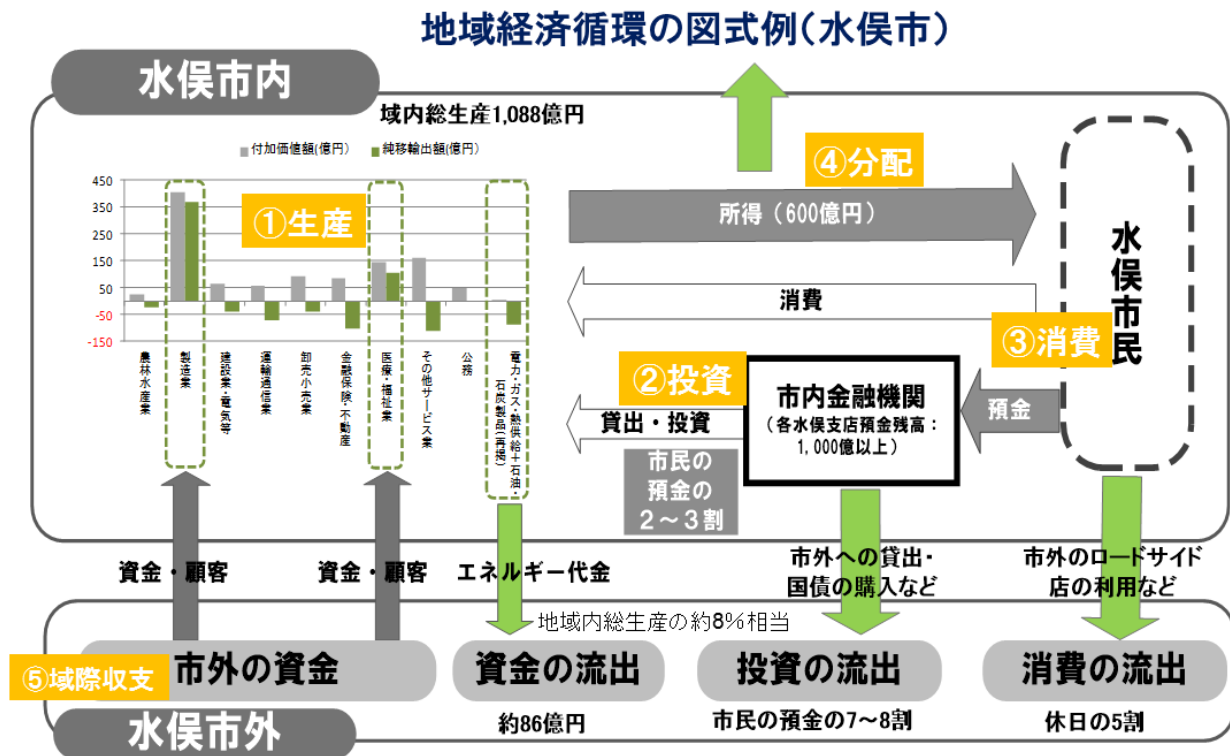 地域経済循環の図式例(水俣市)
水俣市内
域内総生産1,088億円
付加価値額(億円)
純移輸出額(億円)
④分配
450
350
250
150
50
-50
-150
①生産
所得（600億円）
水俣市民
消費
③消費
農林水産業
製造業
建設業・電気等
運輸通信業
卸売小売業
金融保険・不動産
医療・福祉業
その他サービス業
公務
電力・ガス・熱供給＋石油・
石炭製品(再掲)
②投資
貸出・投資
市内金融機関
（各水俣支店預金残高：
1,000億以上）
預金
市民の
預金の
２～３割
資金・顧客
資金・顧客
エネルギー代金
市外への貸出・
国債の購入など
市外のロードサイド
店の利用など
地域内総生産の約8%相当
⑤域際収支
市外の資金
資金の流出
投資の流出
消費の流出
水俣市外
約86億円
市民の預金の7～8割
休日の5割